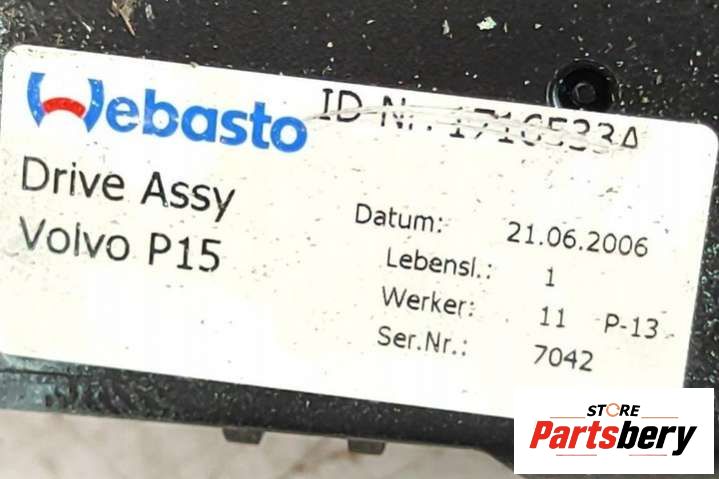 Webasto
ID-Nr. 1716533A
Drive Assy
Volvo P15
Datum: 21.06.2006
Lebensl.: 1
Werker: 11 P-13
Ser.Nr.: 7042
STORE
Partsbery